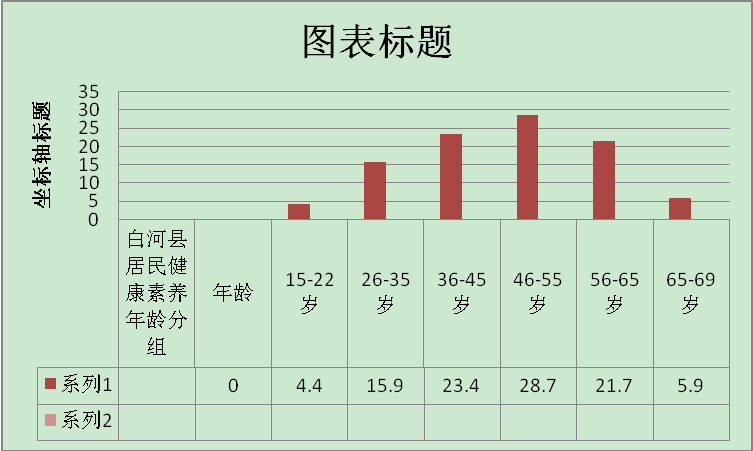 图表标题
坐标轴标题
35
30
25
20
15
10
5
0
白河县
居民健
康素养
年龄分
组
年龄
15-22
岁
26-35
岁
36-45
岁
46-55
岁
56-65
岁
65-69
岁
系列1 0 4.4 15.9 23.4 28.7 21.7 5.9
系列2